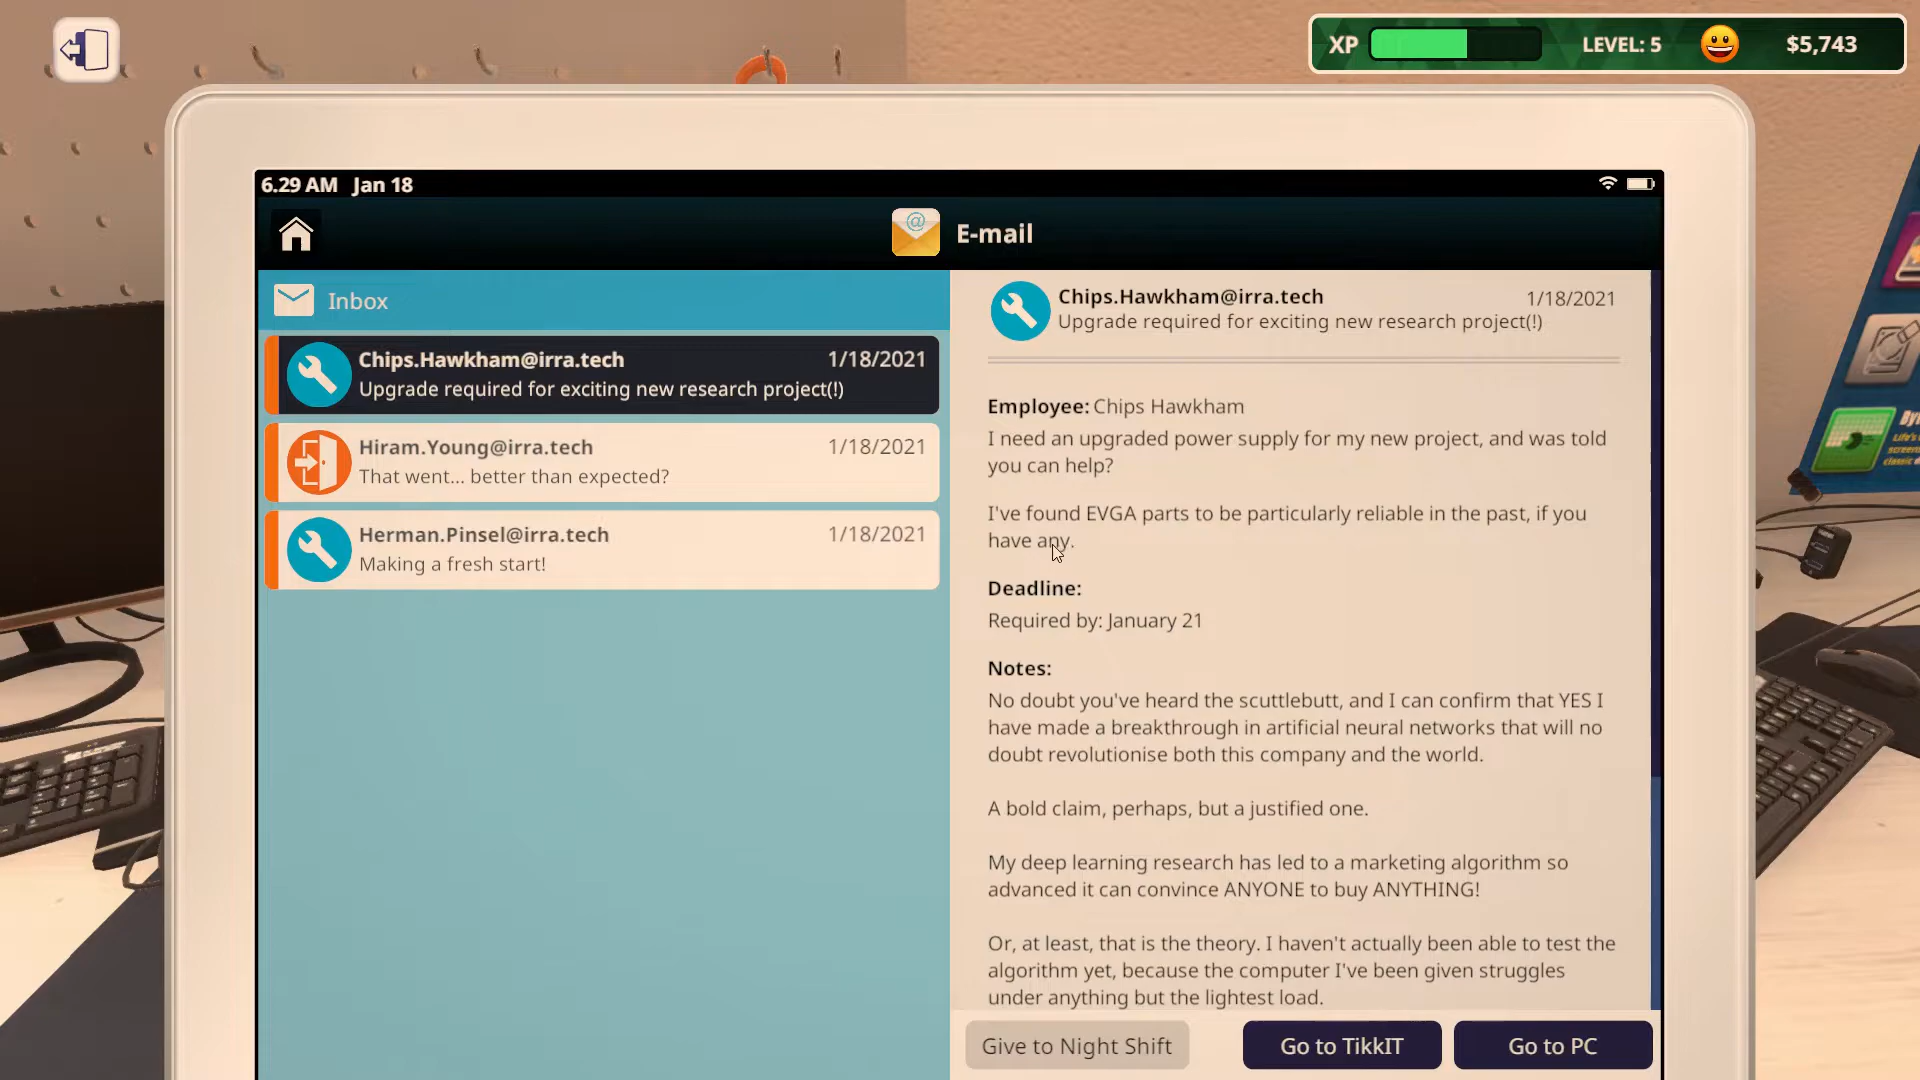 XP
LEVEL: 5
$5,743
6.29 AM Jan 18
E-mail
Inbox
Chips.Hawkham@irra.tech 1/18/2021
Upgrade required for exciting new research project(!)
Hiram.Young@irra.tech 1/18/2021
That went... better than expected?
Herman.Pinsel@irra.tech 1/18/2021
Making a fresh start!
Chips.Hawkham@irra.tech 1/18/2021
Upgrade required for exciting new research project(!)
Employee: Chips Hawkham
I need an upgraded power supply for my new project, and was told
you can help?
I've found EVGA parts to be particularly reliable in the past, if you
have any.
Deadline:
Required by: January 21
Notes:
No doubt you've heard the scuttlebutt, and I can confirm that YES I
have made a breakthrough in artificial neural networks that will no
doubt revolutionise both this company and the world.
A bold claim, perhaps, but a justified one.
My deep learning research has led to a marketing algorithm so
advanced it can convince ANYONE to buy ANYTHING!
Or, at least, that is the theory. I haven't actually been able to test the
algorithm yet, because the computer I've been given struggles
under anything but the lightest load.
Give to Night Shift
Go to TikkIT
Go to PC